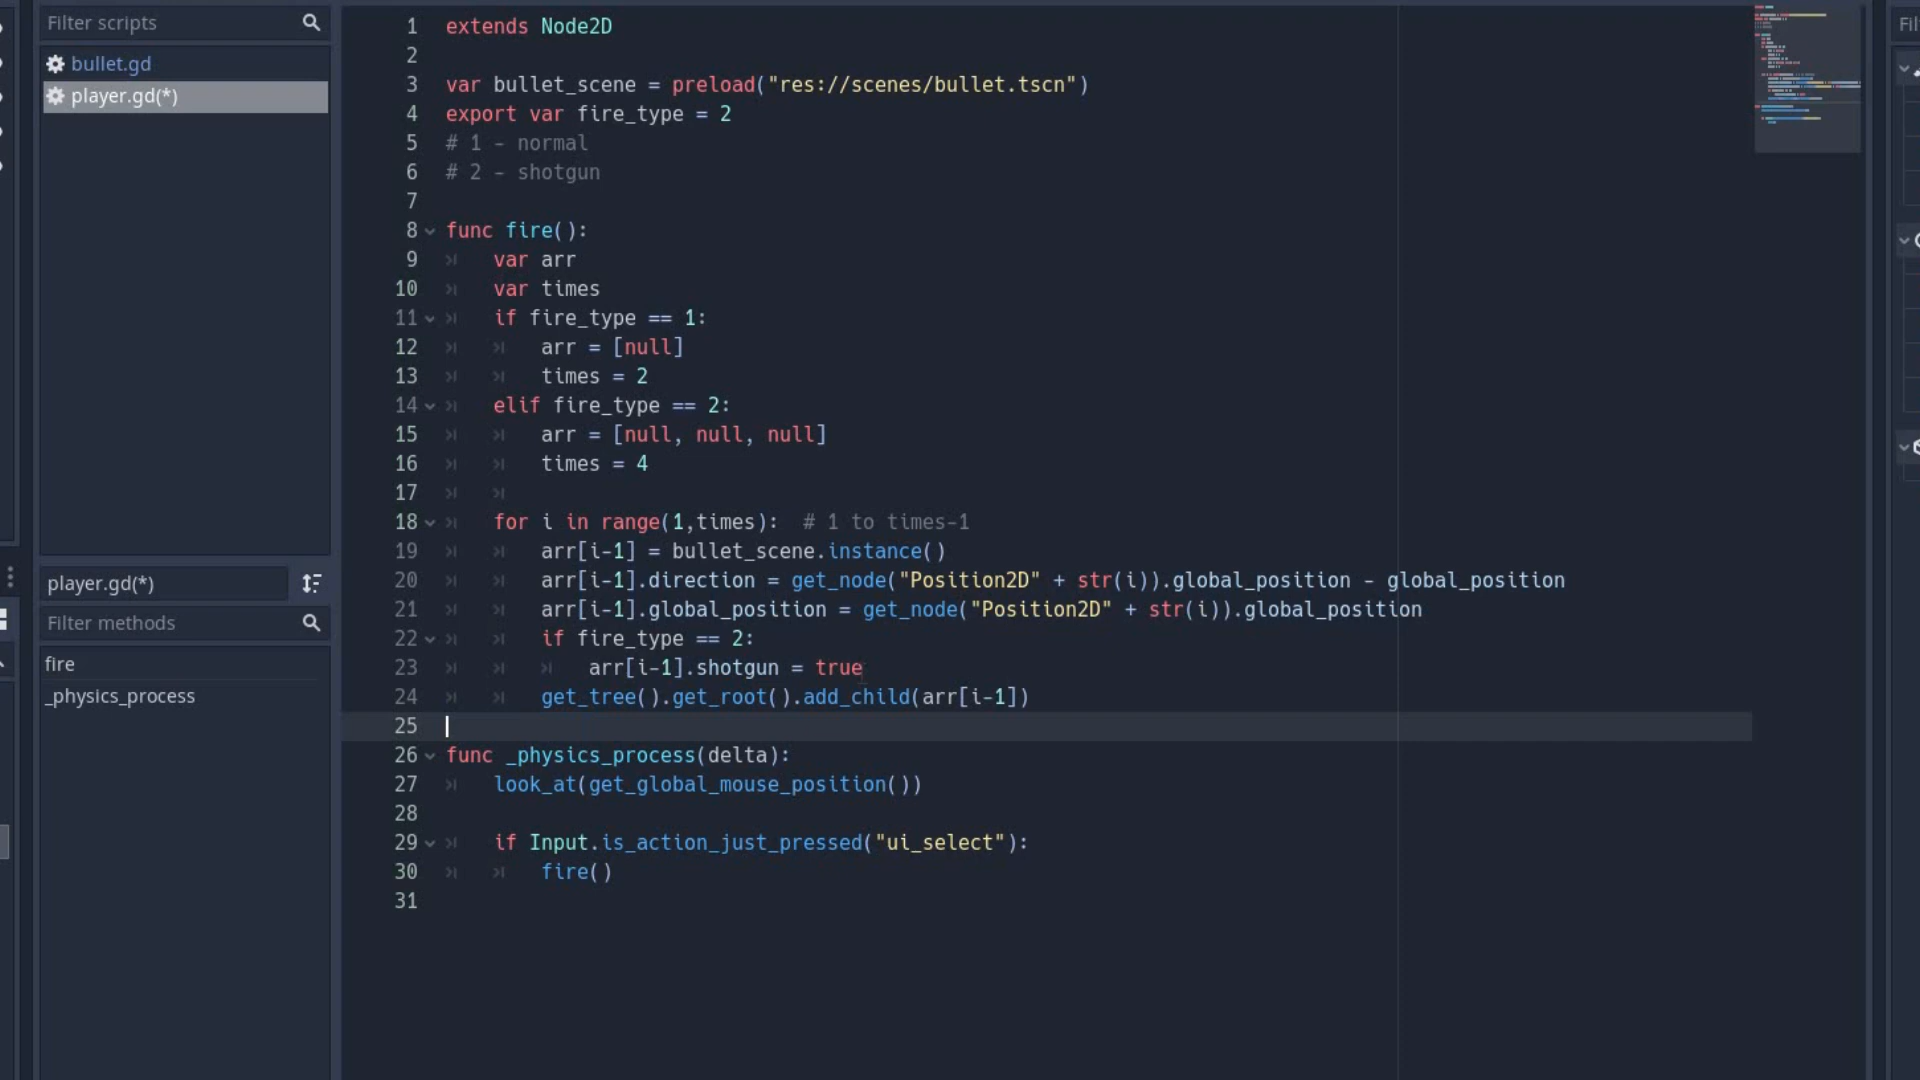 Filter scripts
bullet.gd
player.gd(*)
player.gd(*)
Filter methods
fire
_physics_process
1 extends Node2D
2
3 var bullet_scene = preload("res://scenes/bullet.tscn")
4 export var fire_type = 2
5 # 1 - normal
6 # 2 - shotgun
7
8 func fire():
9 var arr
10 var times
11 if fire_type == 1:
12 arr = [null]
13 times = 2
14 elif fire_type == 2:
15 arr = [null, null, null]
16 times = 4
17
18 for i in range(1,times):  # 1 to times-1
19 arr[i-1] = bullet_scene.instance()
20 arr[i-1].direction = get_node("Position2D" + str(i)).global_position - global_position
21 arr[i-1].global_position = get_node("Position2D" + str(i)).global_position
22 if fire_type == 2:
23 arr[i-1].shotgun = true
24 get_tree().get_root().add_child(arr[i-1])
25
26 func _physics_process(delta):
27 look_at(get_global_mouse_position())
28
29 if Input.is_action_just_pressed("ui_select"):
30 fire()
31
Fil